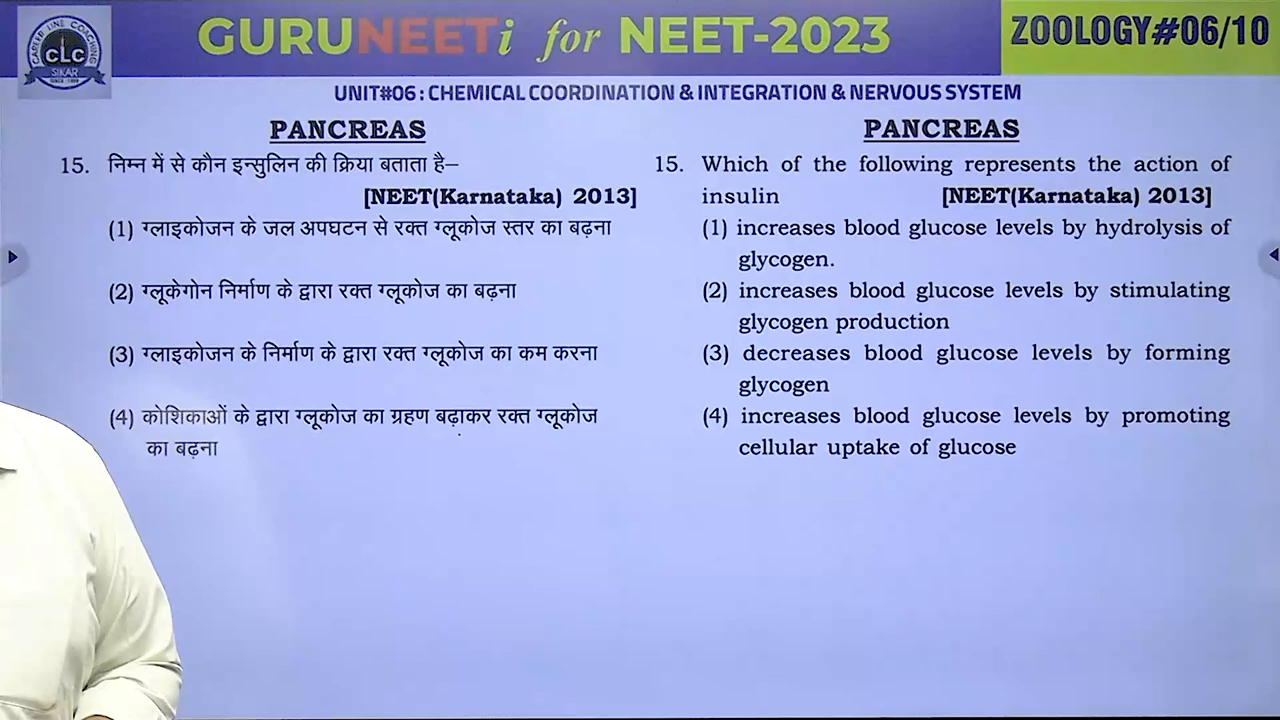 GURUNEETi for NEET-2023
ZOOLOGY#06/10
CAREER LINE COACHING
CLC
SIKAR
UNIT#06 : CHEMICAL COORDINATION & INTEGRATION & NERVOUS SYSTEM
PANCREAS
15. निम्न में से कौन इन्सुलिन की क्रिया बताता है–
[NEET(Karnataka) 2013]
(1) ग्लाइकोजन के जल अपघटन से रक्त ग्लूकोज स्तर का बढ़ना
(2) ग्लूकेगोन निर्माण के द्वारा रक्त ग्लूकोज का बढ़ना
(3) ग्लाइकोजन के निर्माण के द्वारा रक्त ग्लूकोज का कम करना
(4) कोशिकाओं के द्वारा ग्लूकोज का ग्रहण बढ़ाकर रक्त ग्लूकोज
का बढ़ना
PANCREAS
15. Which of the following represents the action of
insulin [NEET(Karnataka) 2013]
(1) increases blood glucose levels by hydrolysis of
glycogen.
(2) increases blood glucose levels by stimulating
glycogen production
(3) decreases blood glucose levels by forming
glycogen
(4) increases blood glucose levels by promoting
cellular uptake of glucose